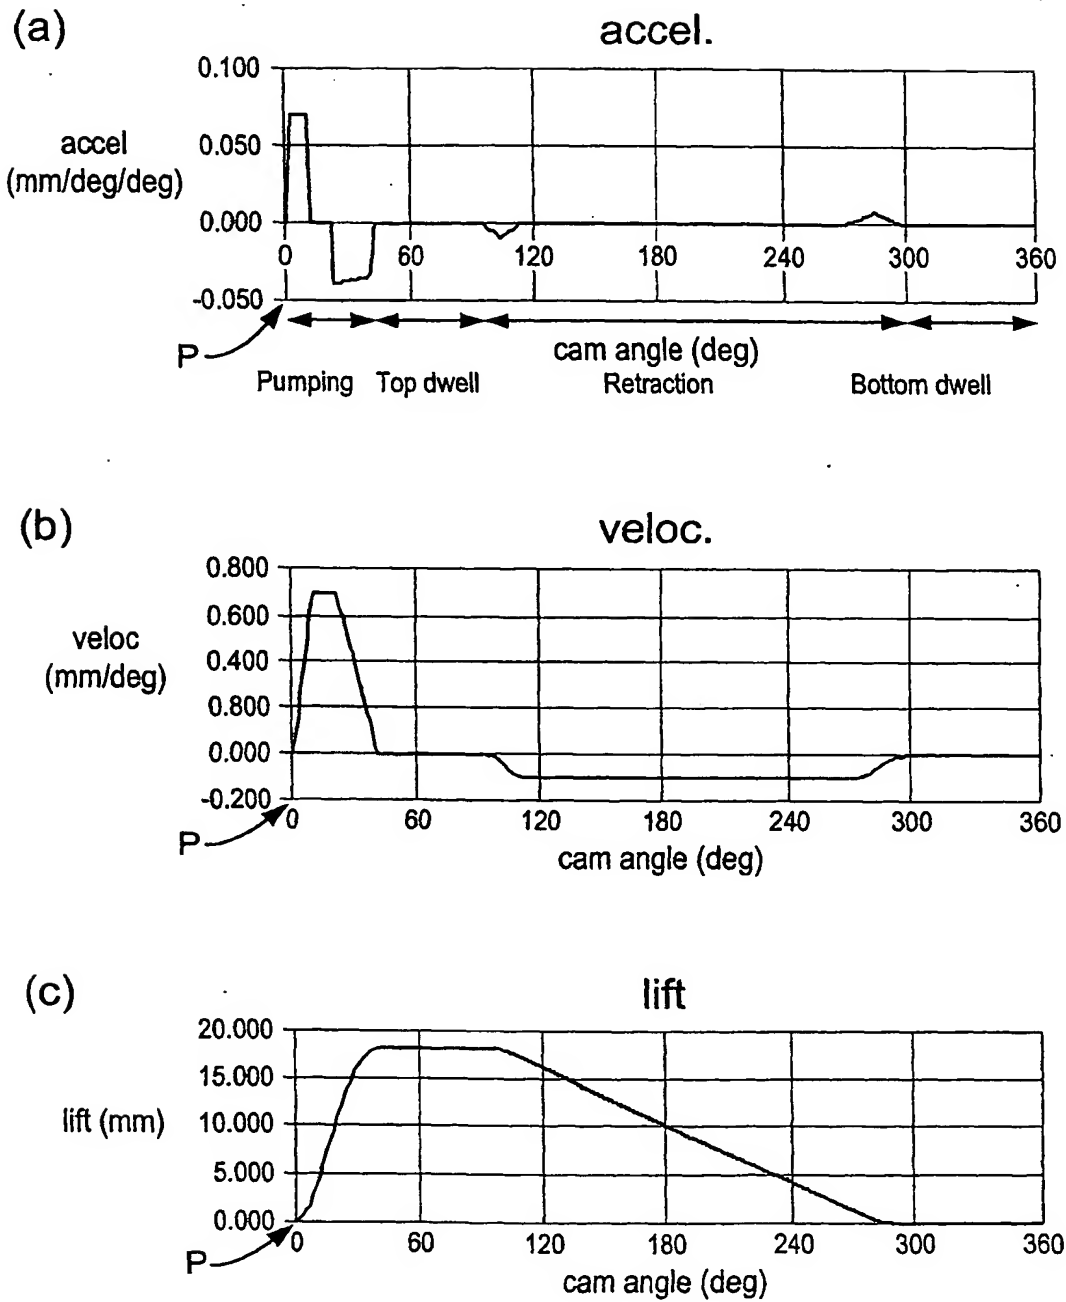 (a)
accel.
accel
(mm/deg/deg)
0.100
0.050
0.000
-0.050
0 60 120 180 240 300 360
P
cam angle (deg)
Pumping Top dwell Retraction Bottom dwell
(b)
veloc.
veloc
(mm/deg)
0.800
0.600
0.400
0.800
0.000
-0.200
0 60 120 180 240 300 360
P
cam angle (deg)
(c)
lift
lift (mm)
20.000
15.000
10.000
5.000
0.000
0 60 120 180 240 300 360
P
cam angle (deg)